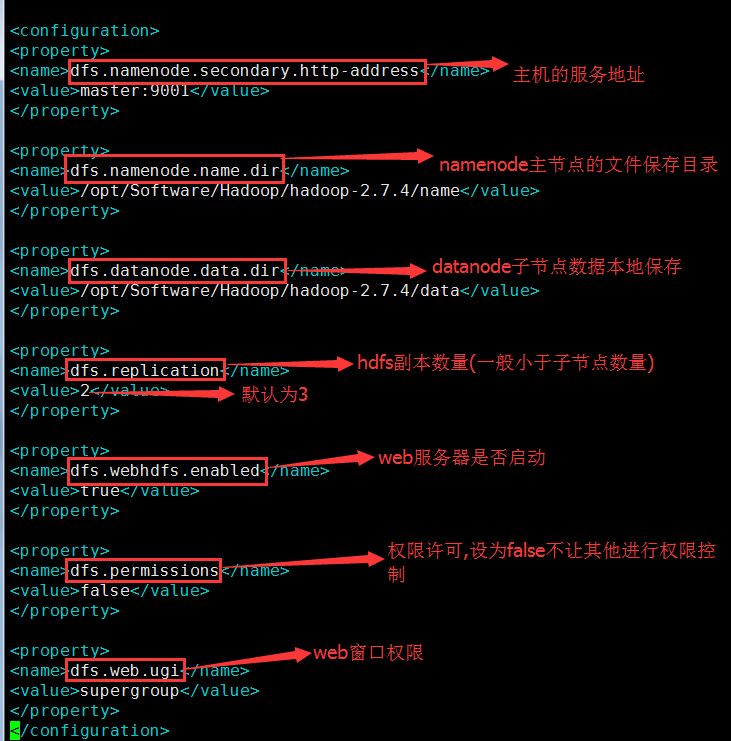 <configuration>
<property>
<name>dfs.namenode.secondary.http-address</name>
主机的服务地址
<value>master:9001</value>
</property>
<property>
<name>dfs.namenode.name.dir</name>
namenode主节点的文件保存目录
<value>/opt/Software/Hadoop/hadoop-2.7.4/name</value>
</property>
<property>
<name>dfs.datanode.data.dir</name>
datanode子节点数据本地保存
<value>/opt/Software/Hadoop/hadoop-2.7.4/data</value>
</property>
<property>
<name>dfs.replication</name>
hdfs副本数量(一般小于子节点数量)
<value>2</value>
默认为3
</property>
<property>
<name>dfs.webhdfs.enabled</name>
web服务器是否启动
<value>true</value>
</property>
<property>
<name>dfs.permissions</name>
权限许可,设为false不让其他进行权限控
制
<value>false</value>
</property>
<property>
<name>dfs.web.ugi</name>
web窗口权限
<value>supergroup</value>
</property>
</configuration>